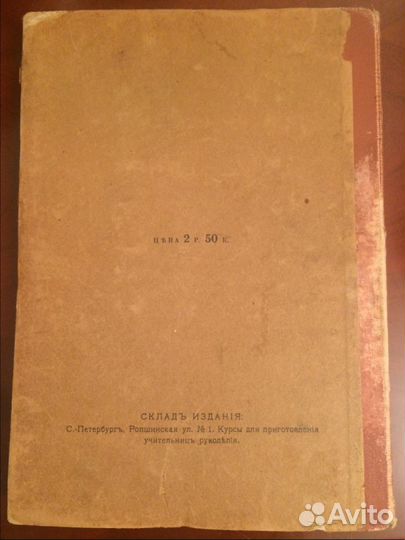 ЦѢНА 2 Р. 50 К.
СКЛАДЪ ИЗДАНІЯ:
С.-Петербургъ, Ропшинская ул. № 1. Курсы для приготовленія
учительницъ рукодѣлія.
Avito